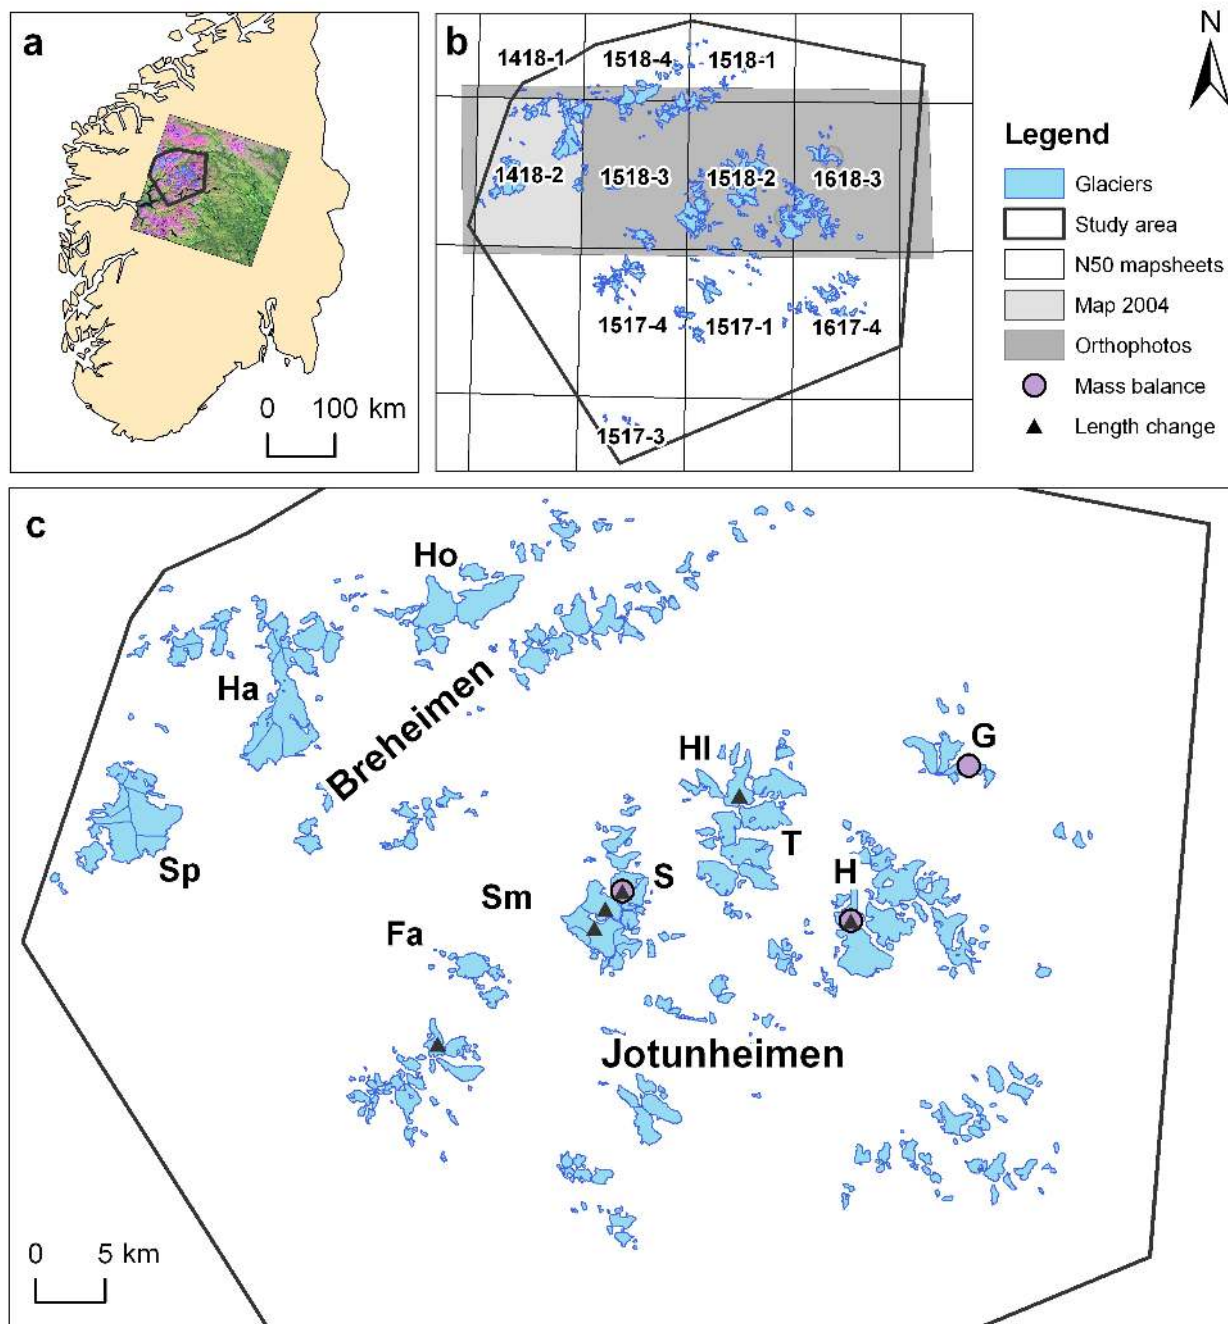 a
0 100 km
b
1418-1
1518-4
1518-1
1418-2
1518-3
1518-2
1618-3
1517-4
1517-1
1617-4
1517-3
N
Legend
Glaciers
Study area
N50 mapsheets
Map 2004
Orthophotos
Mass balance
Length change
c
Ho
Ha
Breheimen
G
Hl
Sp
T
S
H
Sm
Fa
Jotunheimen
0 5 km